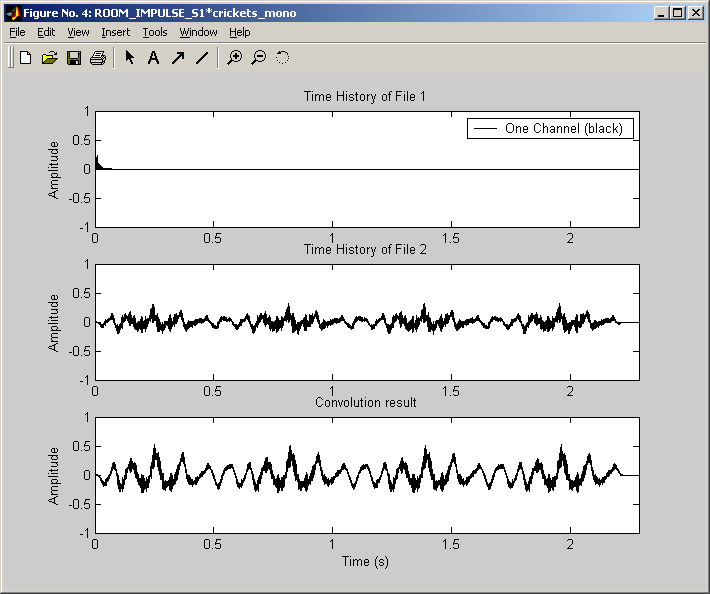 Figure No. 4: ROOM_IMPULSE_S1*crickets_mono
File Edit View Insert Tools Window Help
A
Time History of File 1
One Channel (black)
Amplitude
1
0.5
0
-0.5
-1
0 0.5 1 1.5 2
Time History of File 2
Amplitude
1
0.5
0
-0.5
-1
0 0.5 1 1.5 2
Convolution result
Amplitude
1
0.5
0
-0.5
-1
0 0.5 1 1.5 2
Time (s)